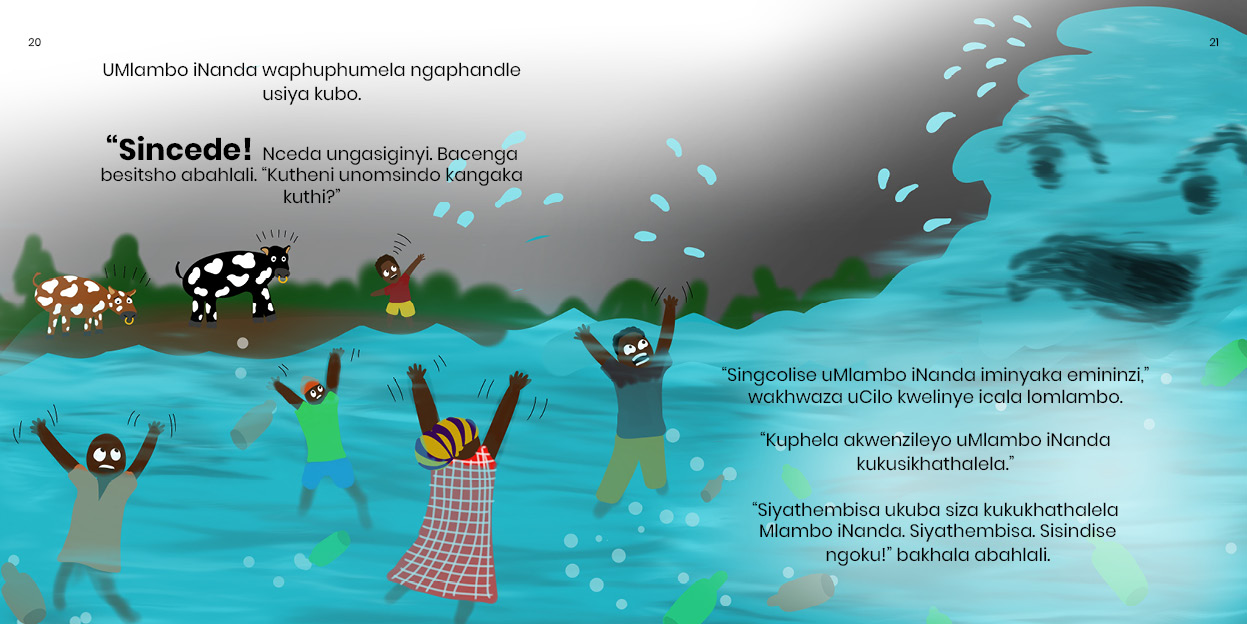 20
UMlambo iNanda waphuphumela ngaphandle
usiya kubo.
“Sincede! Nceda ungasiginyi. Bacenga
besitsho abahlali. “Kutheni unomsindo kangaka
kuthi?”
21
“Singcolise uMlambo iNanda iminyaka emininzi,”
wakhwaza uCilo kwelinye icala lomlambo.
“Kuphela akwenzileyo uMlambo iNanda
kukusikhathalela.”
“Siyathembisa ukuba siza kukukhathalela
Mlambo iNanda. Siyathembisa. Sisindise
ngoku!” bakhala abahlali.